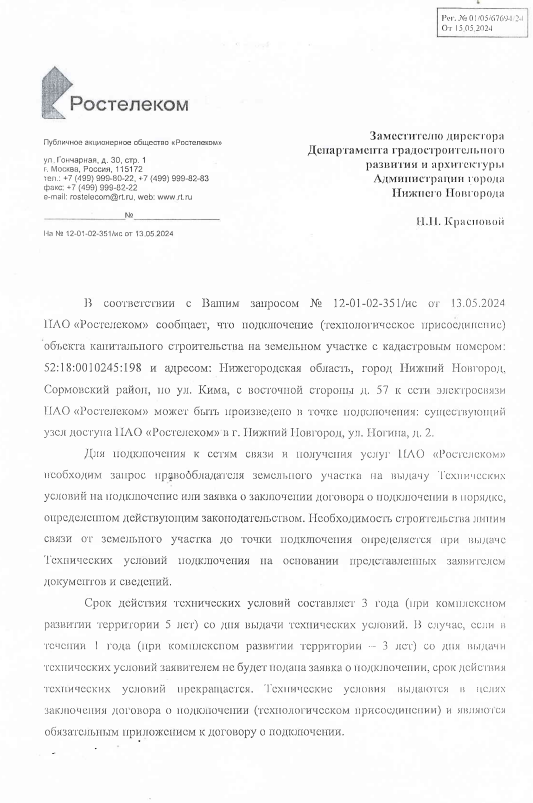 Рег. № 01/05/67694/24
От 15.05.2024
Ростелеком
Публичное акционерное общество «Ростелеком»
ул. Гончарная, д. 30, стр. 1
г. Москва, Россия, 115172
тел.: +7 (499) 999-80-22, +7 (499) 999-82-83
факс: +7 (499) 999-82-22
e-mail: rostelecom@rt.ru, web: www.rt.ru
№
На № 12-01-02-351/ис от 13.05.2024
Заместителю директора
Департамента градостроительного
развития и архитектуры
Администрации города
Нижнего Новгорода
Н.Н. Красновой
В соответствии с Вашим запросом № 12-01-02-351/ис от 13.05.2024
ПАО «Ростелеком» сообщает, что подключение (технологическое присоединение)
объекта капитального строительства на земельном участке с кадастровым номером:
52:18:0010245:198 и адресом: Нижегородская область, город Нижний Новгород,
Сормовский район, по ул. Кима, с восточной стороны д. 57 к сети электросвязи
ПАО «Ростелеком» может быть произведено в точке подключения: существующий
узел доступа ПАО «Ростелеком» в г. Нижний Новгород, ул. Ногина, д. 2.
Для подключения к сетям связи и получения услуг ПАО «Ростелеком»
необходим запрос правообладателя земельного участка на выдачу Технических
условий на подключение или заявка о заключении договора о подключении в порядке,
определенном действующим законодательством. Необходимость строительства линии
связи от земельного участка до точки подключения определяется при выдаче
Технических условий подключения на основании представленных заявителем
документов и сведений.
Срок действия технических условий составляет 3 года (при комплексном
развитии территории 5 лет) со дня выдачи технических условий. В случае, если в
течении 1 года (при комплексном развитии территории – 3 лет) со дня выдачи
технических условий заявителем не будет подана заявка о подключении, срок действия
технических условий прекращается. Технические условия выдаются в целях
заключения договора о подключении (технологическом присоединении) и являются
обязательным приложением к договору о подключении.